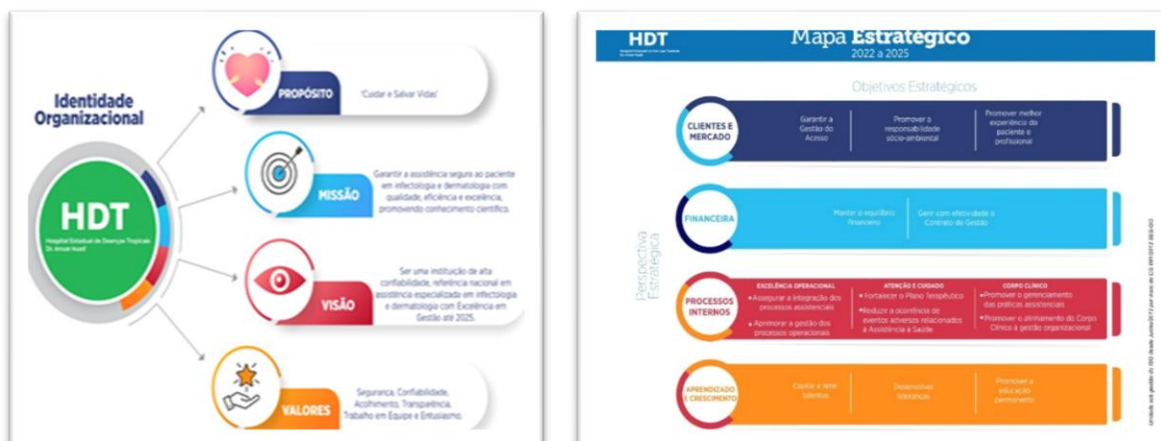 Identidade
Organizacional
HDT
Hospital Estadual de Doenças Tropicais
Dr. Anuar Auad
PROPÓSITO
'Cuidar e Salvar Vidas'
MISSÃO
Garantir a assistência segura ao paciente
em infectologia e dermatologia com
qualidade, eficiência e excelência,
promovendo conhecimento científico.
VISÃO
Ser uma instituição de alta
confiabilidade, referência nacional em
assistência especializada em infectologia
e dermatologia com Excelência em
Gestão até 2025.
VALORES
Segurança, Confiabilidade,
Acolhimento, Transparência,
Trabalho em Equipe e Entusiasmo.
HDT
Mapa Estratégico
2022 a 2025
Objetivos Estratégicos
Perspectiva
Estratégica
CLIENTES E
MERCADO
Garantir a
Gestão do
Acesso
Promover a
responsabilidade
sócio-ambiental
Promover melhor
experiência do
paciente e
profissional
FINANCEIRA
Manter o equilíbrio
financeiro
Gerir com efetividade o
Contrato de Gestão
PROCESSOS
INTERNOS
EXCELÊNCIA OPERACIONAL
• Assegurar a integração dos
processos assistenciais
• Aprimorar a gestão dos
processos operacionais
ATENÇÃO E CUIDADO
• Fortalecer o Plano Terapêutico
• Reduzir a ocorrência de
eventos adversos relacionados
à Assistência à Saúde
CORPO CLÍNICO
• Promover o gerenciamento
das práticas assistenciais
• Promover o alinhamento do Corpo
Clínico à gestão organizacional
APRENDIZADO
E CRESCIMENTO
Captar e reter
talentos
Desenvolver
lideranças
Promover a
educação
permanente